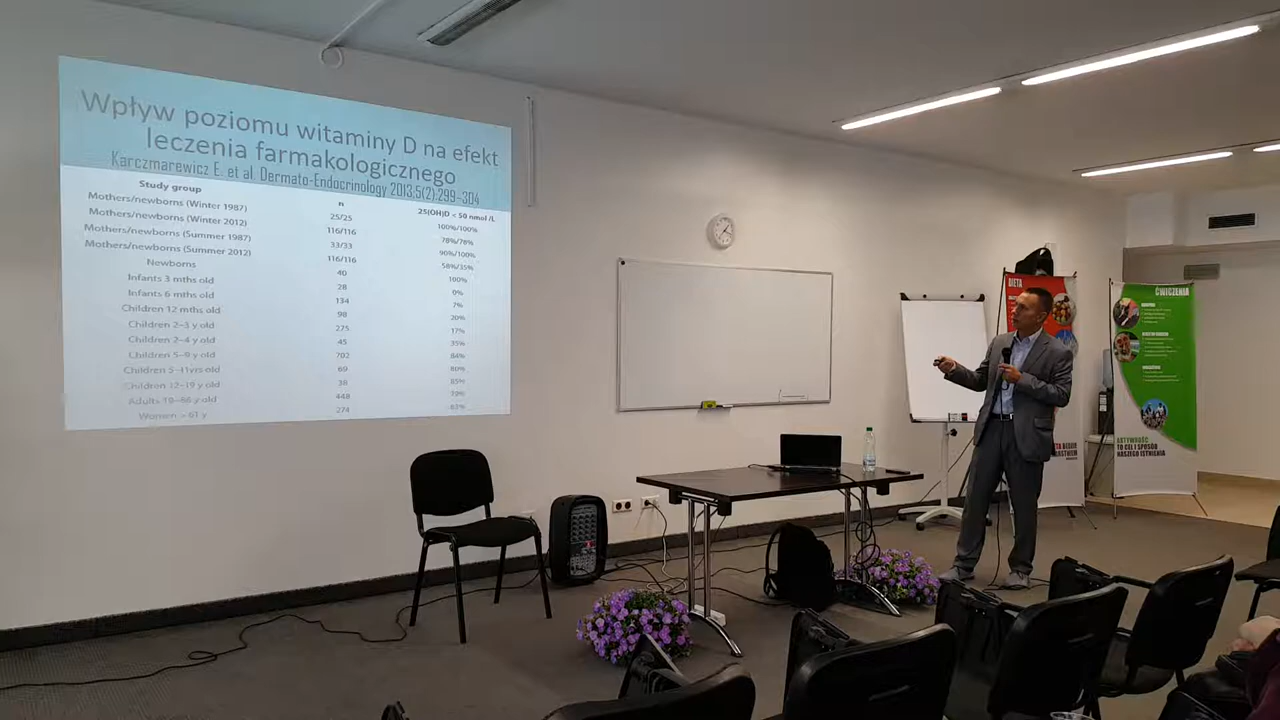 Wpływ poziomu witaminy D na efekt
leczenia farmakologicznego
Karczmarewicz E. et al. Dermato-Endocrinology 2013;5(2):299–304
Study group n 25(OH)D < 50 nmol/L
Mothers/newborns (Winter 1987) 25/25 100%/100%
Mothers/newborns (Winter 2012) 116/116 78%/78%
Mothers/newborns (Summer 1987) 33/33 90%/100%
Mothers/newborns (Summer 2012) 116/116 58%/35%
Newborns 40 100%
Infants 3 mths old 28 0%
Infants 6 mths old 134 7%
Children 12 mths old 98 20%
Children 2–3 y old 275 17%
Children 2–4 y old 45 35%
Children 5–9 y old 702 84%
Children 5–11yrs old 69 80%
Children 12–19 y old 38 85%
Adults 448 79%
Women > 61 y 274
DIETA
ĆWICZENIA
AKTYWNOŚĆ
TO CEL I SPOSÓB
NASZEGO ISTNIENIA